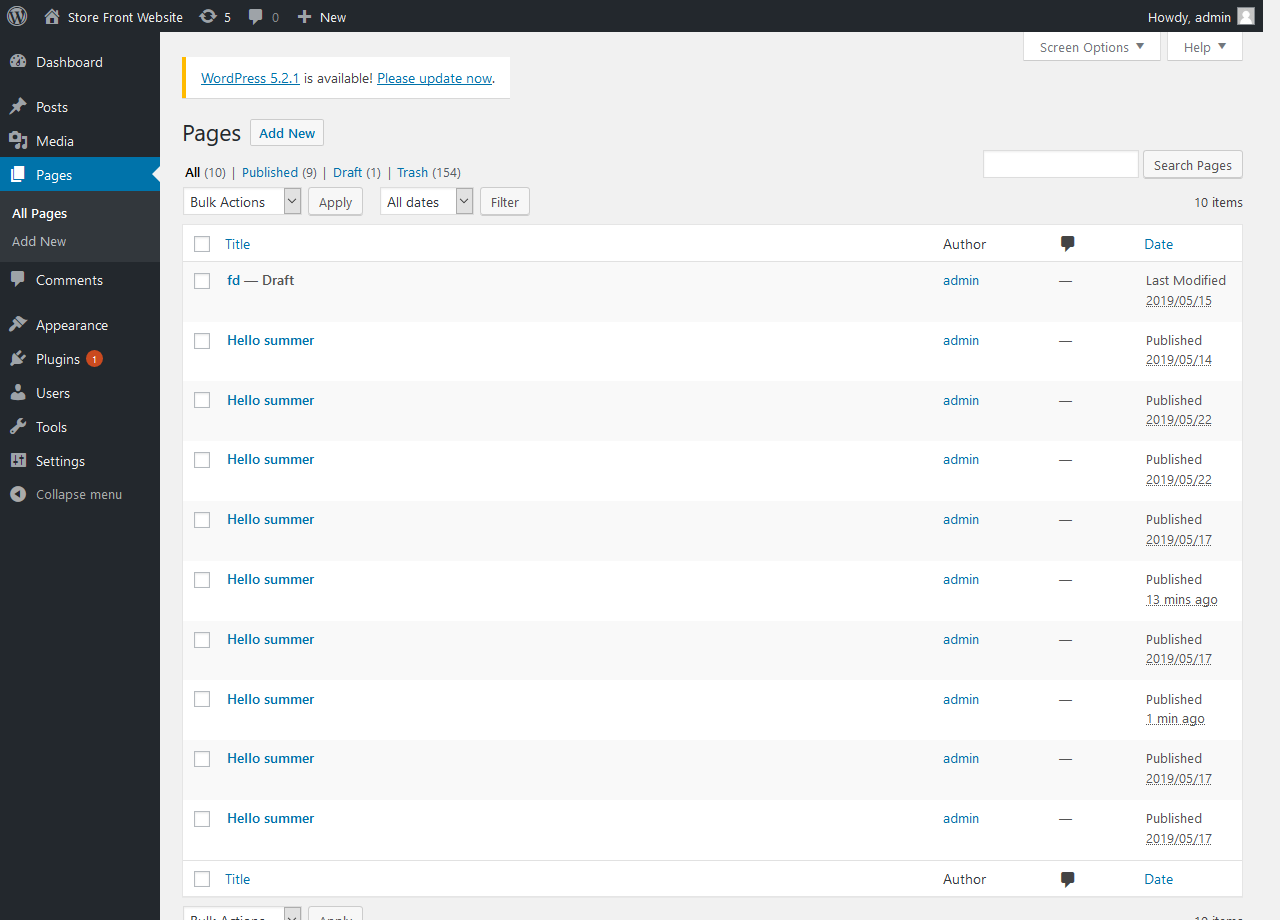 Store Front Website 5 0 New Howdy, admin
Screen Options Help
Dashboard
Posts
Media
Pages
All Pages
Add New
Comments
Appearance
Plugins 1
Users
Tools
Settings
Collapse menu
WordPress 5.2.1 is available! Please update now.
Pages Add New
All (10) | Published (9) | Draft (1) | Trash (154)
Search Pages
Bulk Actions Apply All dates Filter 10 items
Title Author Date
fd — Draft admin — Last Modified
2019/05/15
Hello summer admin — Published
2019/05/14
Hello summer admin — Published
2019/05/22
Hello summer admin — Published
2019/05/22
Hello summer admin — Published
2019/05/17
Hello summer admin — Published
13 mins ago
Hello summer admin — Published
2019/05/17
Hello summer admin — Published
1 min ago
Hello summer admin — Published
2019/05/17
Hello summer admin — Published
2019/05/17
Title Author Date
Bulk Actions Apply 10 items